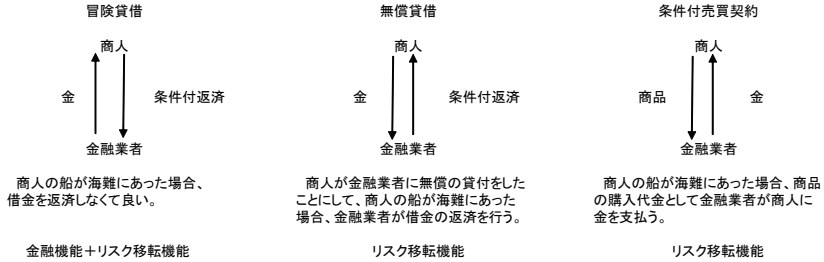 冒険貸借
商人
金
条件付返済
金融業者
商人の船が海難にあった場合、
借金を返済しなくて良い。
金融機能＋リスク移転機能
無償貸借
商人
金
条件付返済
金融業者
商人が金融業者に無償の貸付をした
ことにして、商人の船が海難にあった
場合、金融業者が借金の返済を行う。
リスク移転機能
条件付売買契約
商人
商品
金
金融業者
商人の船が海難にあった場合、商品
の購入代金として金融業者が商人に
金を支払う。
リスク移転機能